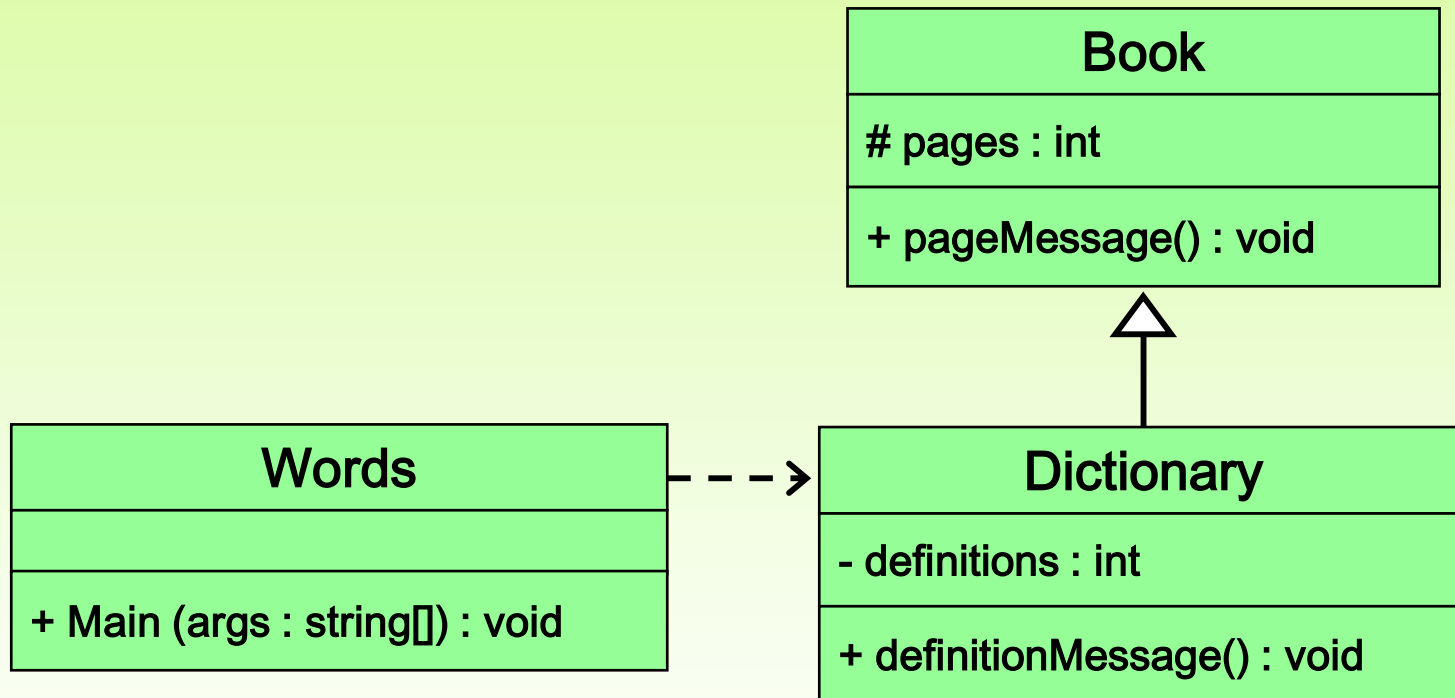 Book
# pages : int
+ pageMessage() : void
Words
+ Main (args : string[]) : void
Dictionary
- definitions : int
+ definitionMessage() : void